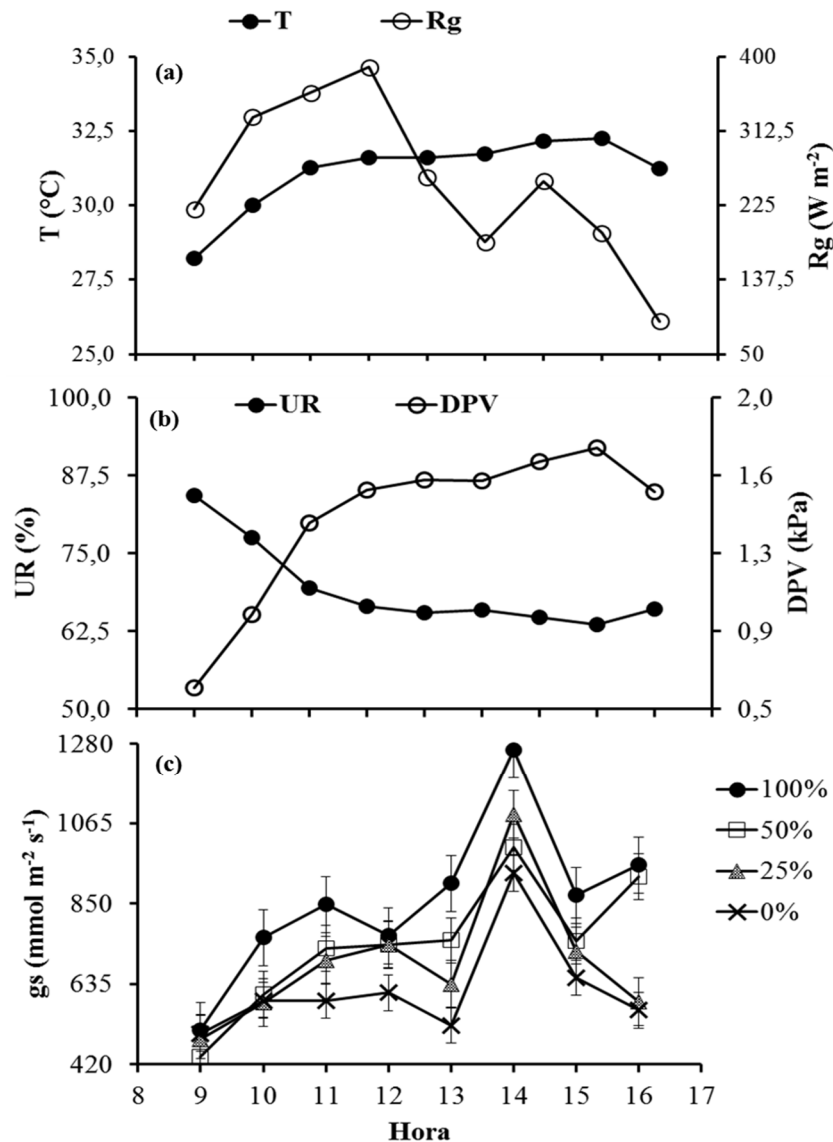 T Rg
(a)
35,0
32,5
30,0
27,5
25,0
T (°C)
400
312,5
225
137,5
50
Rg (W m⁻²)
(b)
UR DPV
100,0
87,5
75,0
62,5
50,0
UR (%)
2,0
1,6
1,3
0,9
0,5
DPV (kPa)
(c)
1280
1065
850
635
420
gs (mmol m⁻² s⁻¹)
100%
50%
25%
0%
8 9 10 11 12 13 14 15 16 17
Hora